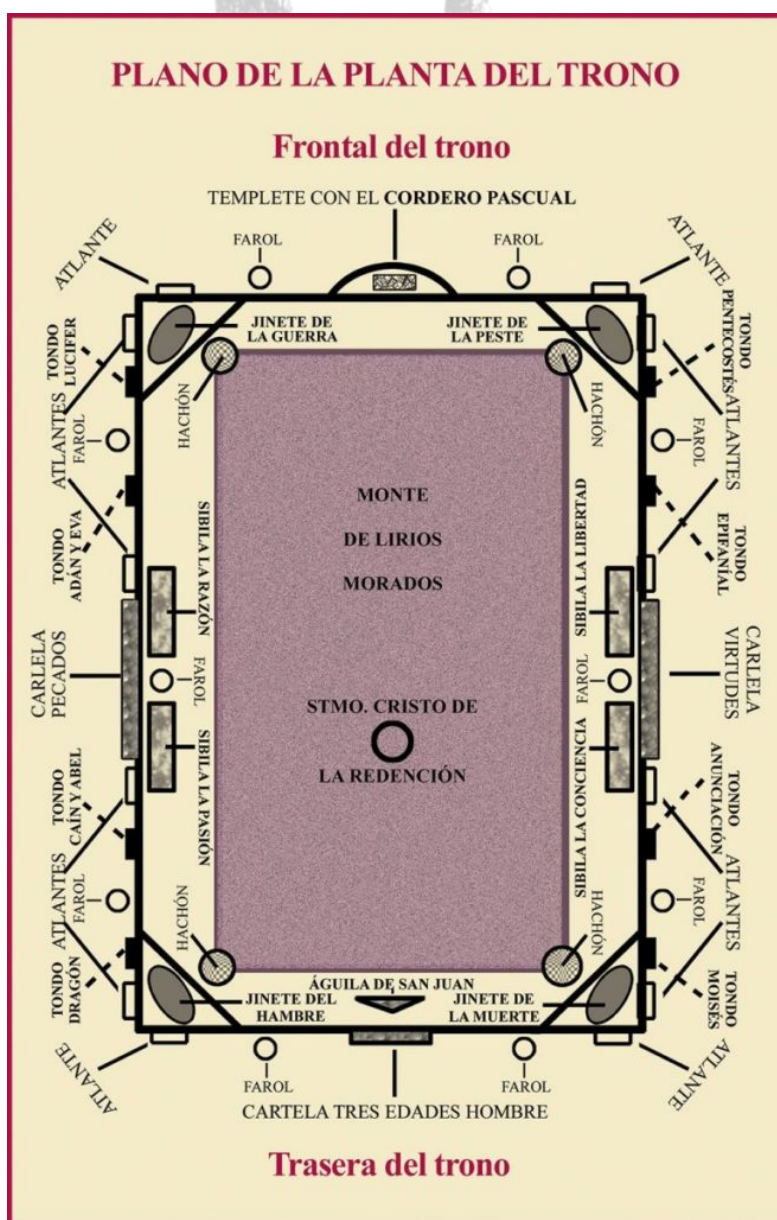 PLANO DE LA PLANTA DEL TRONO
Frontal del trono
TEMPLETE CON EL CORDERO PASCUAL
FAROL
FAROL
ATLANTE
ATLANTE
JINETE DE
LA GUERRA
JINETE DE
LA PESTE
TONDO
LUCIFER
TONDO
PENTECOSTÉS
HACHÓN
HACHÓN
ATLANTES
FAROL
ATLANTES
FAROL
TONDO
ADÁN Y EVA
TONDO
EPIFANÍAL
MONTE
DE LIRIOS
MORADOS
SIBILA LA RAZÓN
SIBILA LA LIBERTAD
CARLELA
PECADOS
FAROL
FAROL
CARLELA
VIRTUDES
STMO. CRISTO DE
LA REDENCIÓN
SIBILA LA PASIÓN
SIBILA LA CONCIENCIA
TONDO
CAÍN Y ABEL
TONDO
ANUNCIACIÓN
ATLANTES
FAROL
ATLANTES
FAROL
HACHÓN
HACHÓN
TONDO
DRAGÓN
TONDO
MOISÉS
ÁGUILA DE SAN JUAN
JINETE DEL
HAMBRE
JINETE DE
LA MUERTE
ATLANTE
ATLANTE
FAROL
FAROL
CARTELA TRES EDADES HOMBRE
Trasera del trono